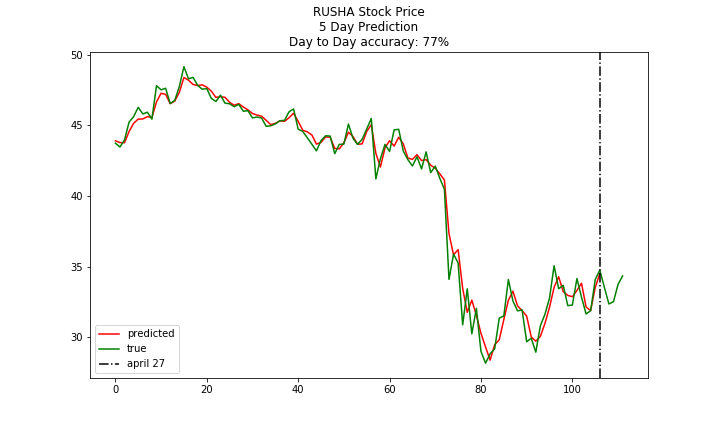 RUSHA Stock Price
5 Day Prediction
Day to Day accuracy: 77%
50
45
40
35
30
predicted
true
april 27
0 20 40 60 80 100